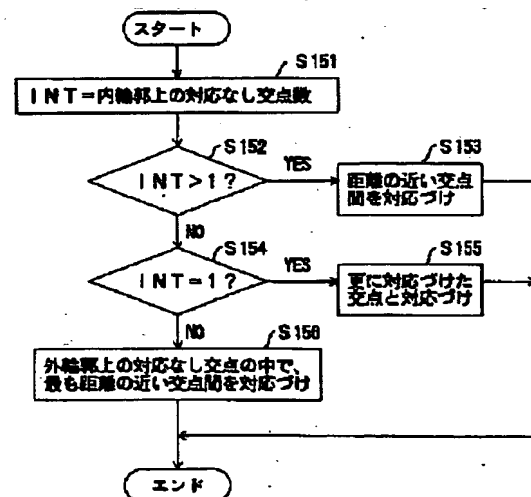 スタート
S151
INT=内輪郭上の対応なし交点数
S152
INT>1?
YES
S153
距離の近い交点
間を対応づけ
NO
S154
INT=1?
YES
S155
更に対応づけた
交点と対応づけ
NO
S156
外輪郭上の対応なし交点の中で、
最も距離の近い交点間を対応づけ
エンド